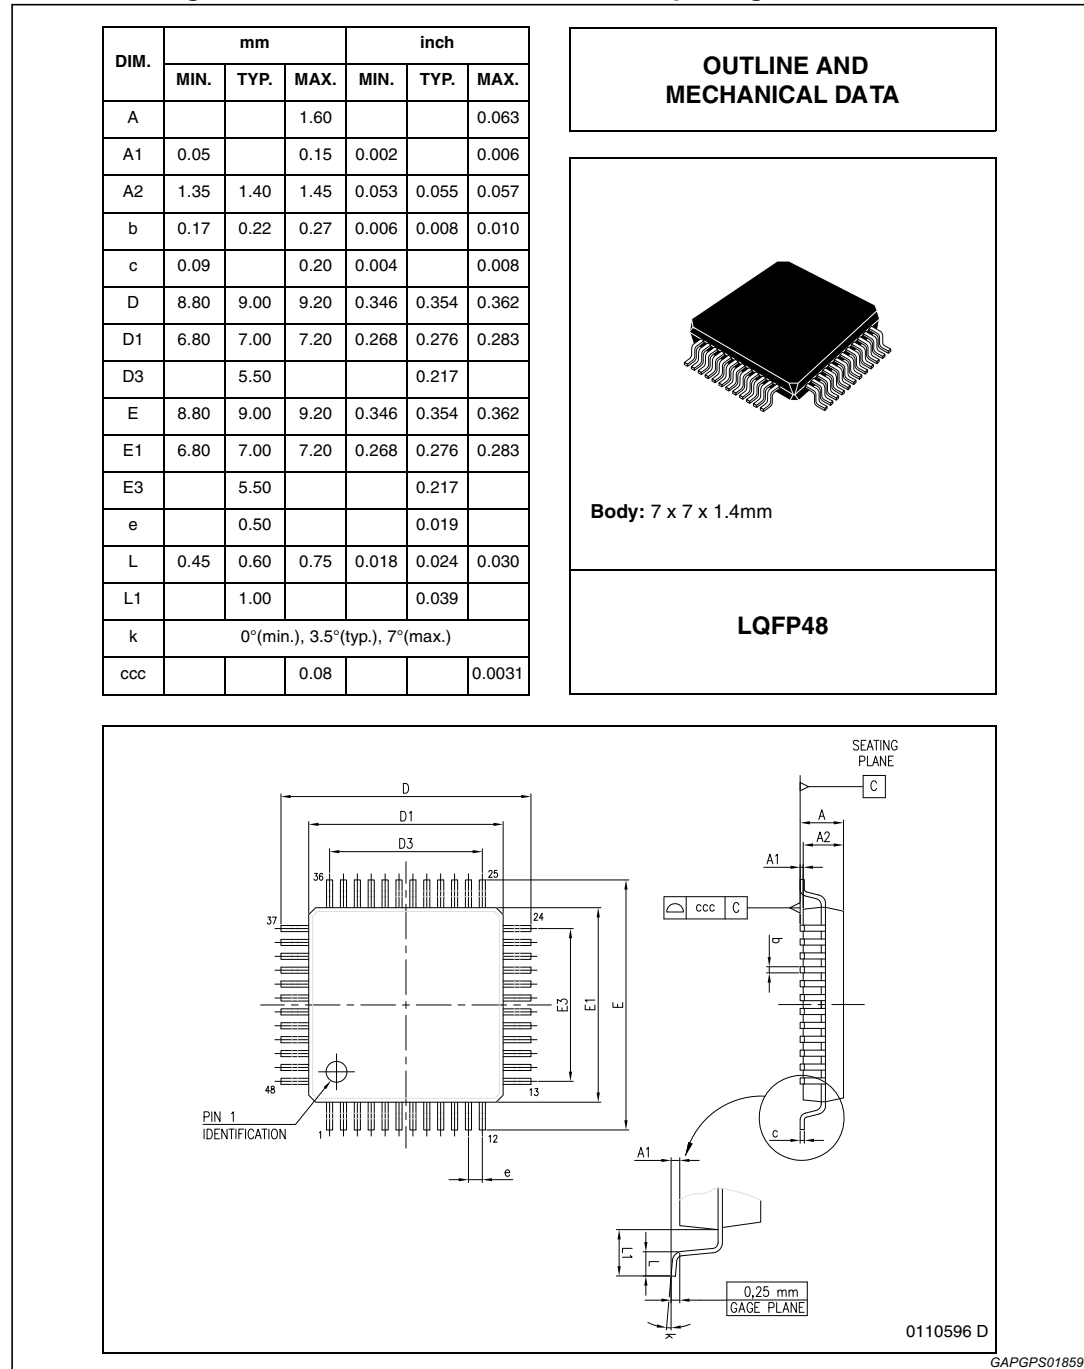 DIM. mm inch
MIN. TYP. MAX. MIN. TYP. MAX.
A 1.60 0.063
A1 0.05 0.15 0.002 0.006
A2 1.35 1.40 1.45 0.053 0.055 0.057
b 0.17 0.22 0.27 0.006 0.008 0.010
c 0.09 0.20 0.004 0.008
D 8.80 9.00 9.20 0.346 0.354 0.362
D1 6.80 7.00 7.20 0.268 0.276 0.283
D3 5.50 0.217
E 8.80 9.00 9.20 0.346 0.354 0.362
E1 6.80 7.00 7.20 0.268 0.276 0.283
E3 5.50 0.217
e 0.50 0.019
L 0.45 0.60 0.75 0.018 0.024 0.030
L1 1.00 0.039
k 0°(min.), 3.5°(typ.), 7°(max.)
ccc 0.08 0.0031
OUTLINE AND
MECHANICAL DATA
Body: 7 x 7 x 1.4mm
LQFP48
D
D1
D3
36
25
37
24
E3
E1
E
48
13
PIN 1
IDENTIFICATION
1
12
e
SEATING
PLANE
C
A
A2
A1
ccc C
b
c
A1
L1
L
0,25 mm
GAGE PLANE
k
0110596 D
GAPGPS01859